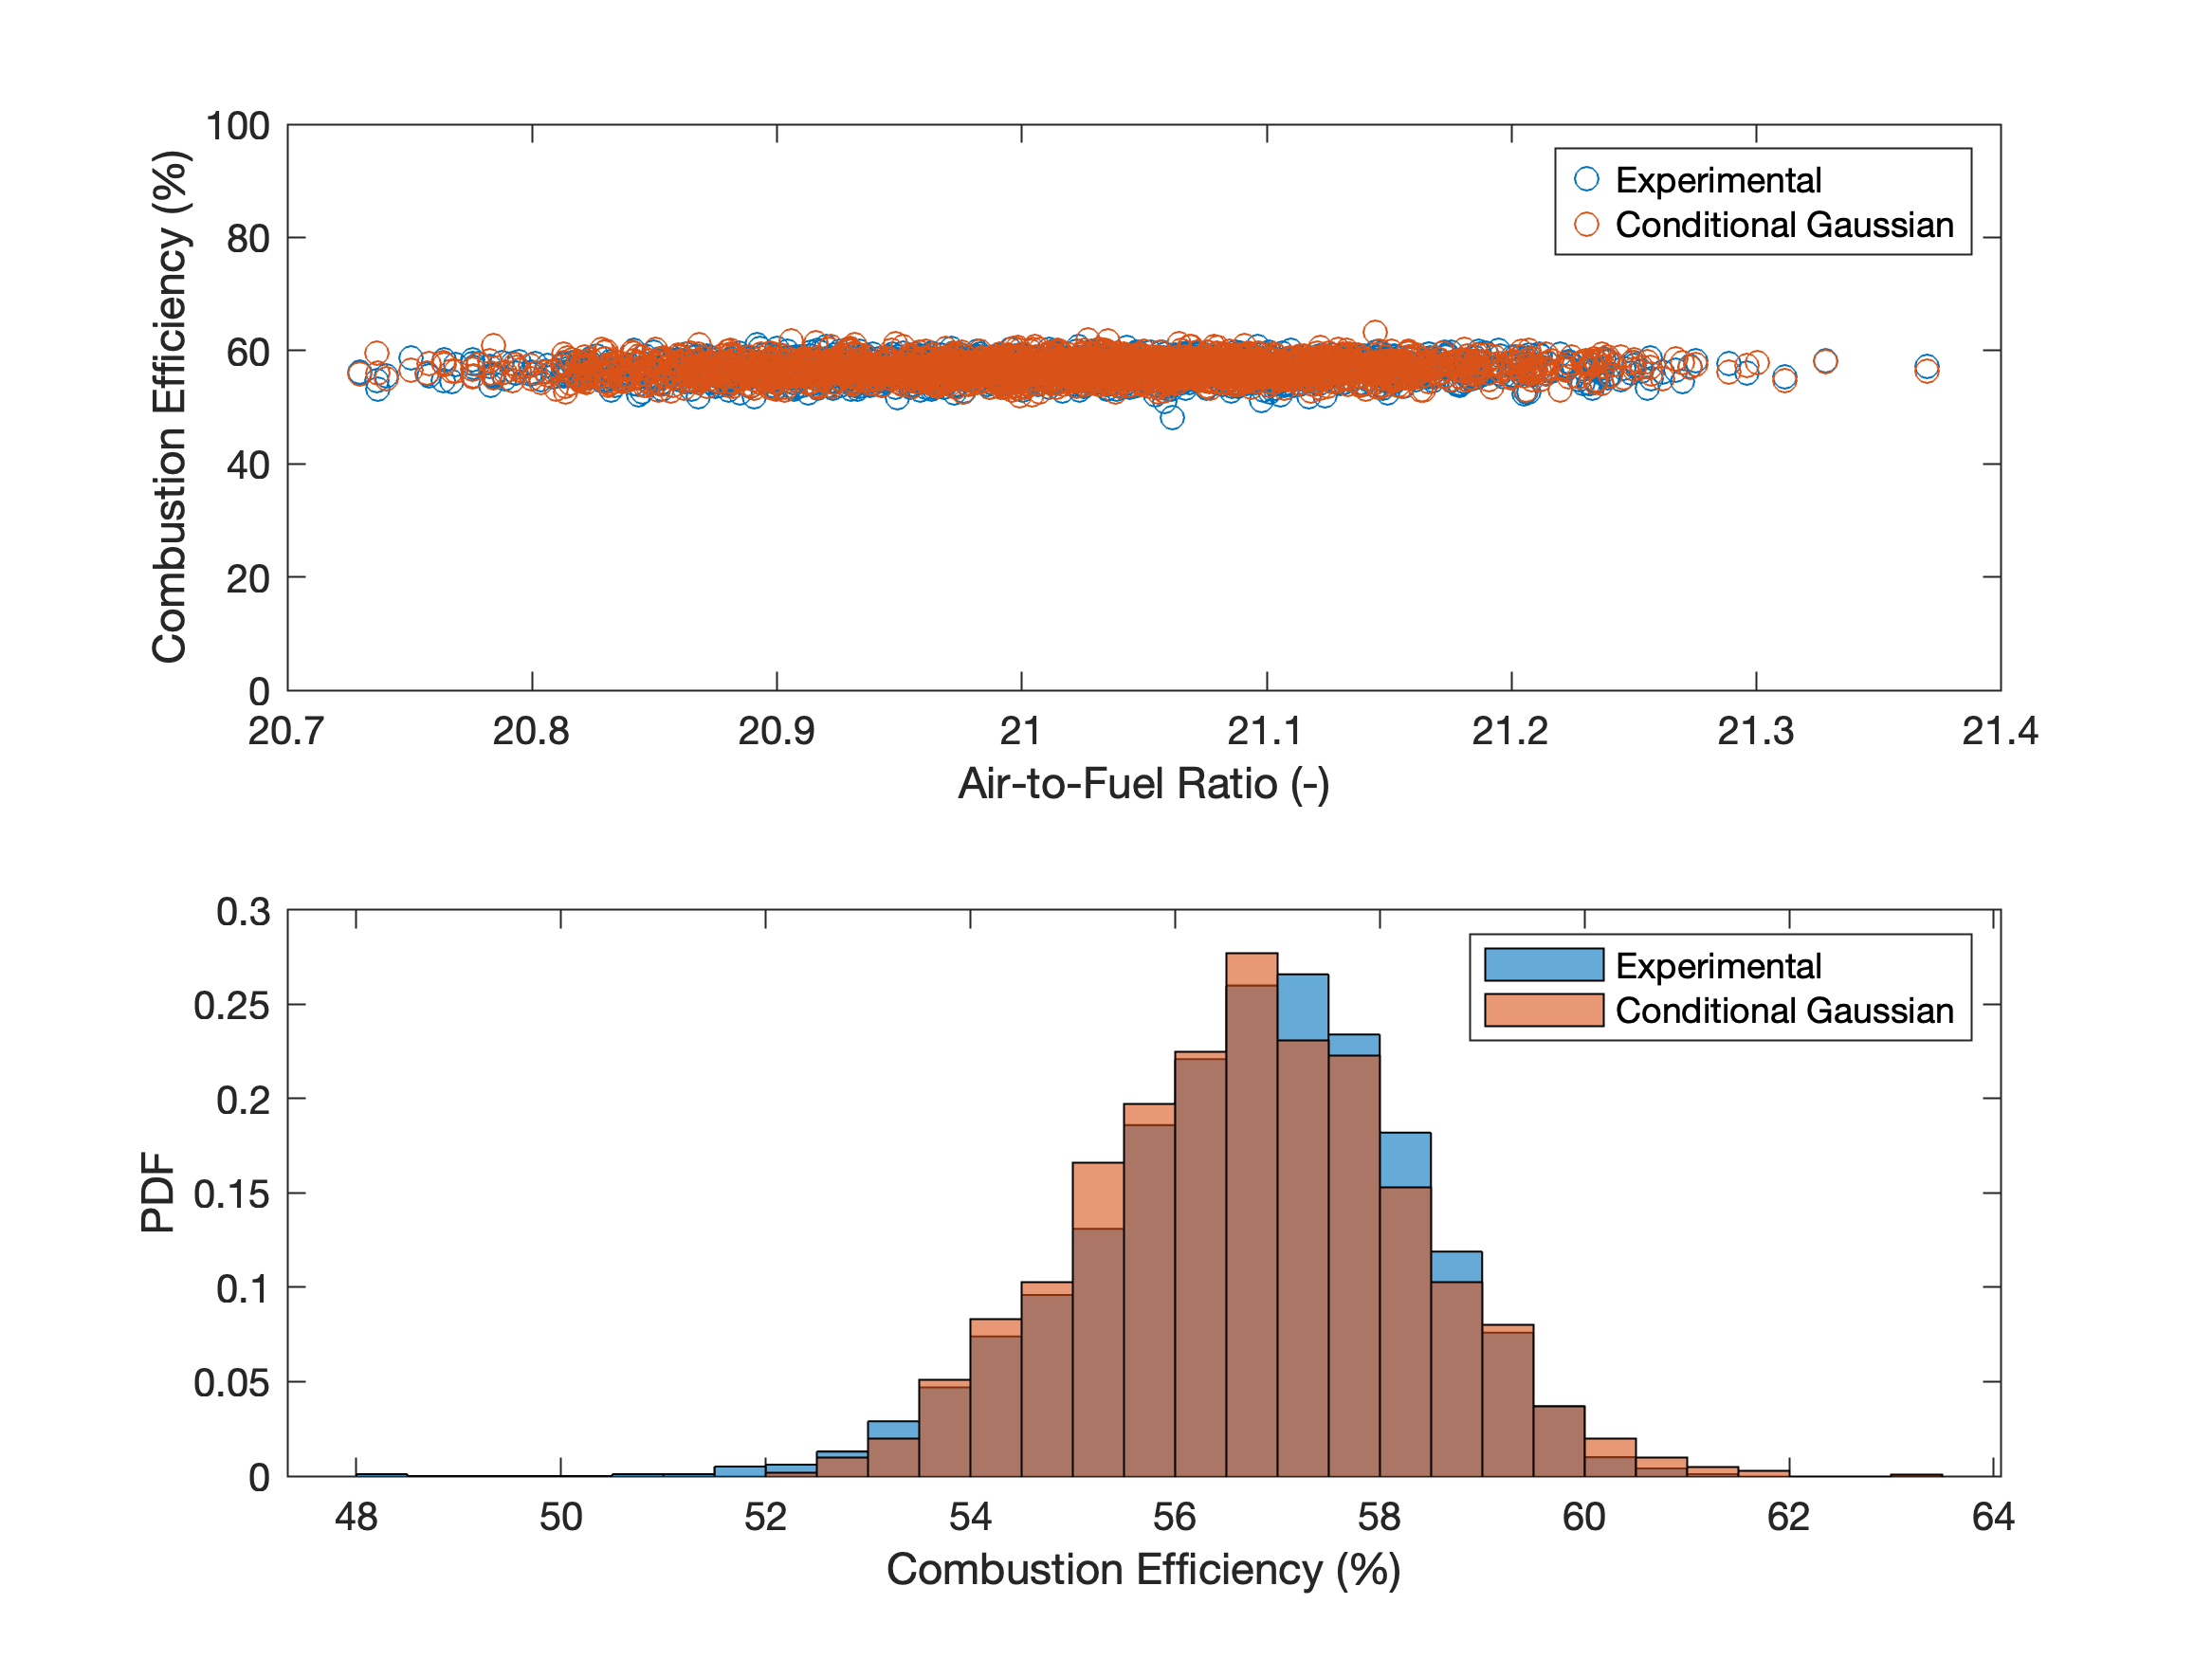 100
80
60
40
20
0
Combustion Efficiency (%)
Experimental
Conditional Gaussian
20.7 20.8 20.9 21 21.1 21.2 21.3 21.4
Air-to-Fuel Ratio (-)
0.3
0.25
0.2
0.15
0.1
0.05
0
PDF
Experimental
Conditional Gaussian
48 50 52 54 56 58 60 62 64
Combustion Efficiency (%)